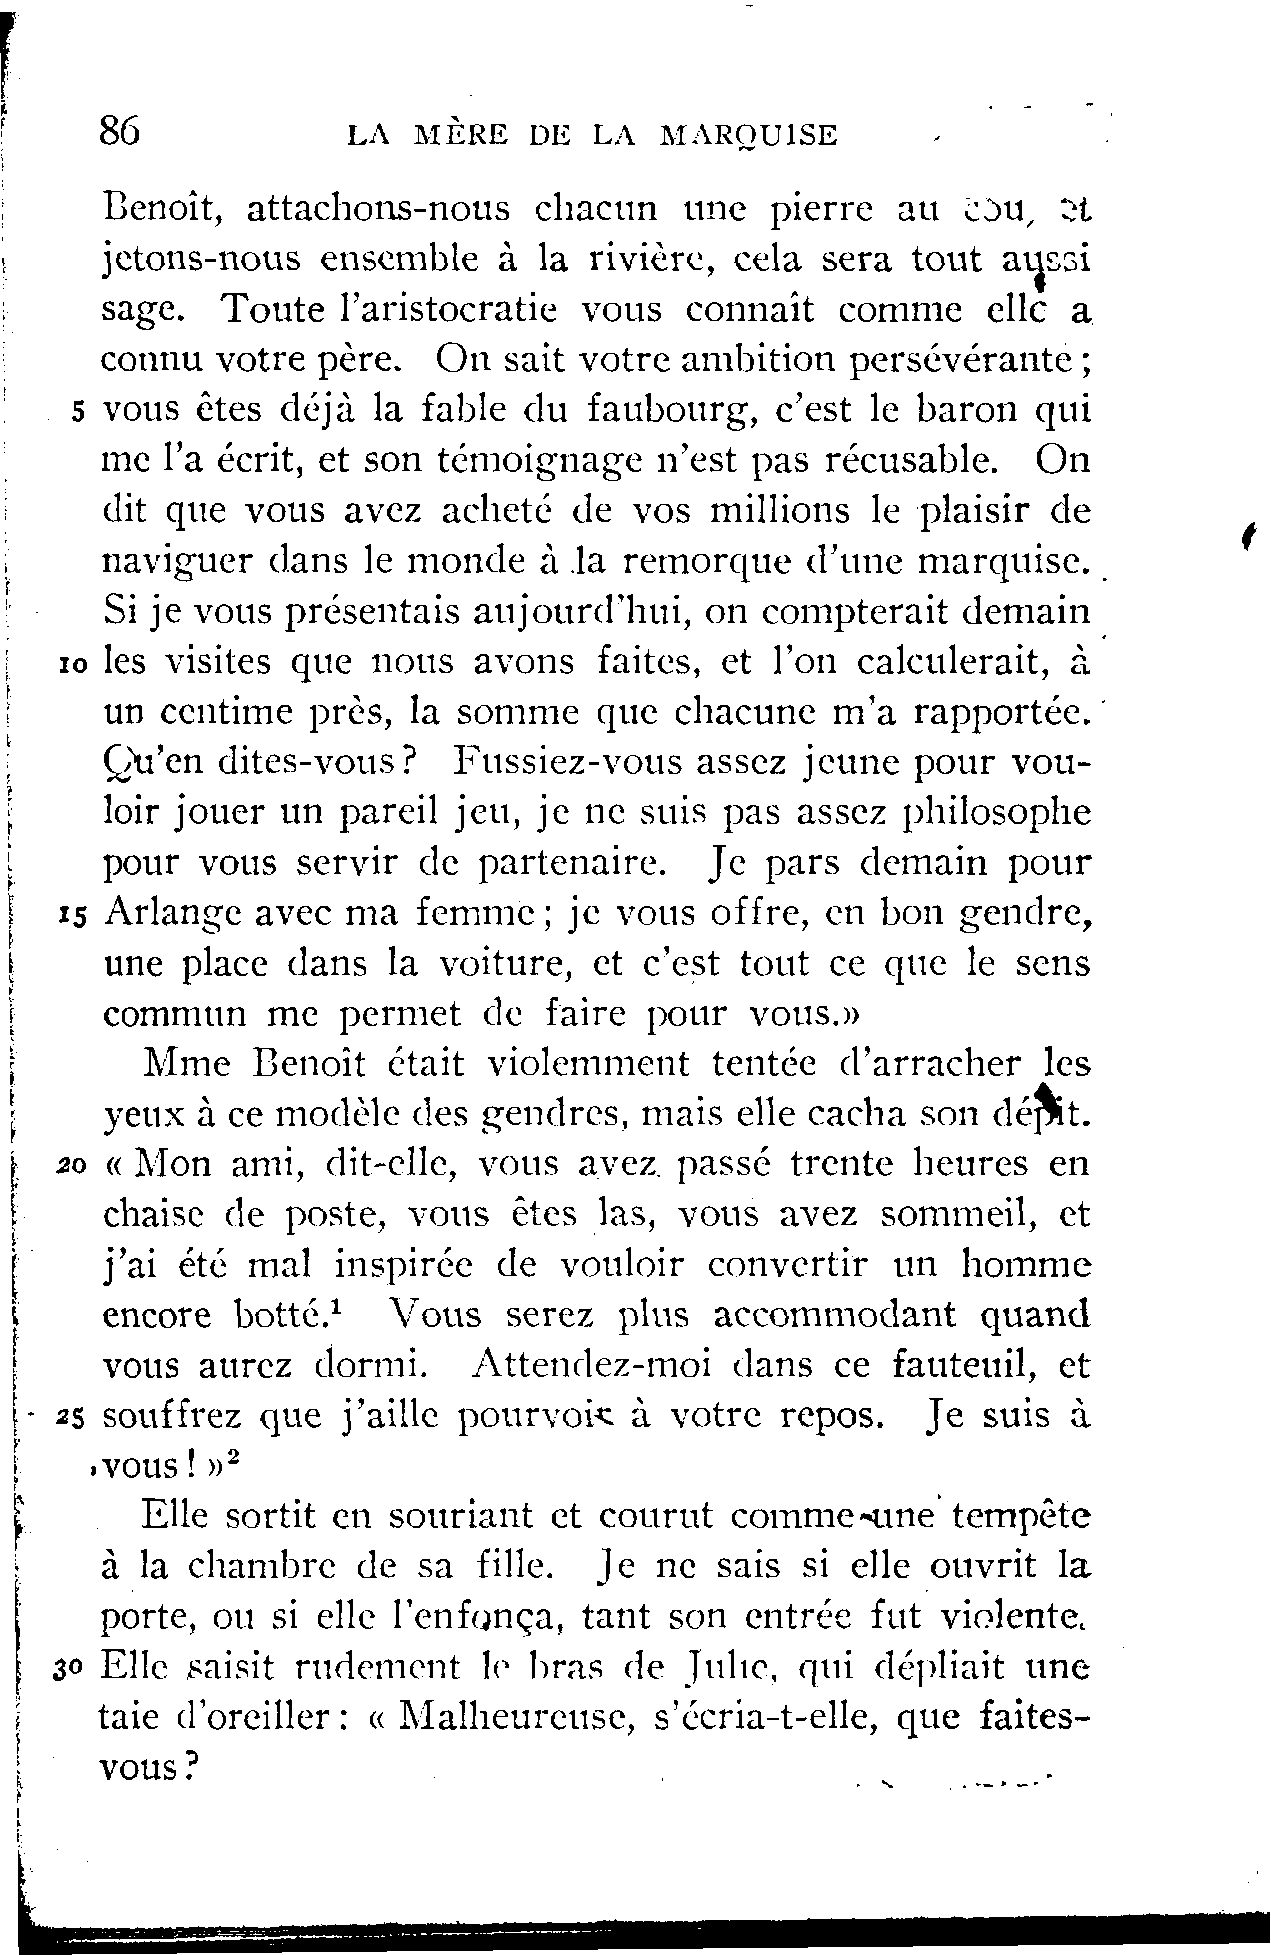 86 LA MÈRE DE LA MARQUISE
Benoît, attachons-nous chacun une pierre au cou, et
jetons-nous ensemble à la rivière, cela sera tout aussi
sage. Toute l'aristocratie vous connaît comme elle a
connu votre père. On sait votre ambition persévérante ;
5 vous êtes déjà la fable du faubourg, c'est le baron qui
me l'a écrit, et son témoignage n'est pas récusable. On
dit que vous avez acheté de vos millions le plaisir de
naviguer dans le monde à la remorque d'une marquise.
Si je vous présentais aujourd'hui, on compterait demain
10 les visites que nous avons faites, et l'on calculerait, à
un centime près, la somme que chacune m'a rapportée.
Qu'en dites-vous? Fussiez-vous assez jeune pour vou-
loir jouer un pareil jeu, je ne suis pas assez philosophe
pour vous servir de partenaire. Je pars demain pour
15 Arlange avec ma femme ; je vous offre, en bon gendre,
une place dans la voiture, et c'est tout ce que le sens
commun me permet de faire pour vous.»
Mme Benoît était violemment tentée d'arracher les
yeux à ce modèle des gendres, mais elle cacha son dépit.
20 « Mon ami, dit-elle, vous avez passé trente heures en
chaise de poste, vous êtes las, vous avez sommeil, et
j'ai été mal inspirée de vouloir convertir un homme
encore botté.¹ Vous serez plus accommodant quand
vous aurez dormi. Attendez-moi dans ce fauteuil, et
25 souffrez que j'aille pourvoir à votre repos. Je suis à
vous ! »²
Elle sortit en souriant et courut comme une tempête
à la chambre de sa fille. Je ne sais si elle ouvrit la
porte, ou si elle l'enfonça, tant son entrée fut violente.
30 Elle saisit rudement le bras de Julie, qui dépliait une
taie d'oreiller : « Malheureuse, s'écria-t-elle, que faites-
vous ?